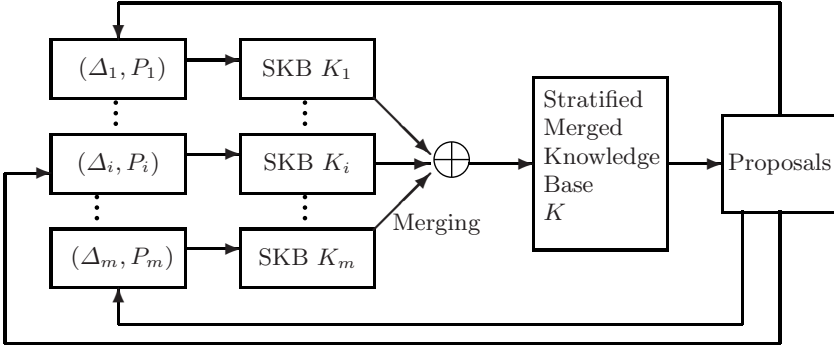 (Δ₁, P₁)
SKB K₁
(Δᵢ, Pᵢ)
SKB Kᵢ
(Δₘ, Pₘ)
SKB Kₘ
Merging
Stratified
Merged
Knowledge
Base
K
Proposals